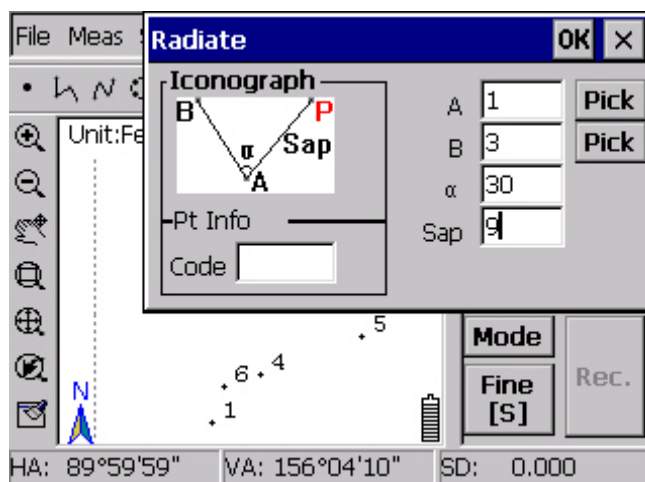 File Meas
Radiate
OK
Iconograph
B
P
α
Sap
A
Pt Info
Code
A 1 Pick
B 3 Pick
α 30
Sap 9
Unit:Fe
5
6
4
1
N
Mode
Fine
[S]
Rec.
HA: 89°59'59" VA: 156°04'10" SD: 0.000